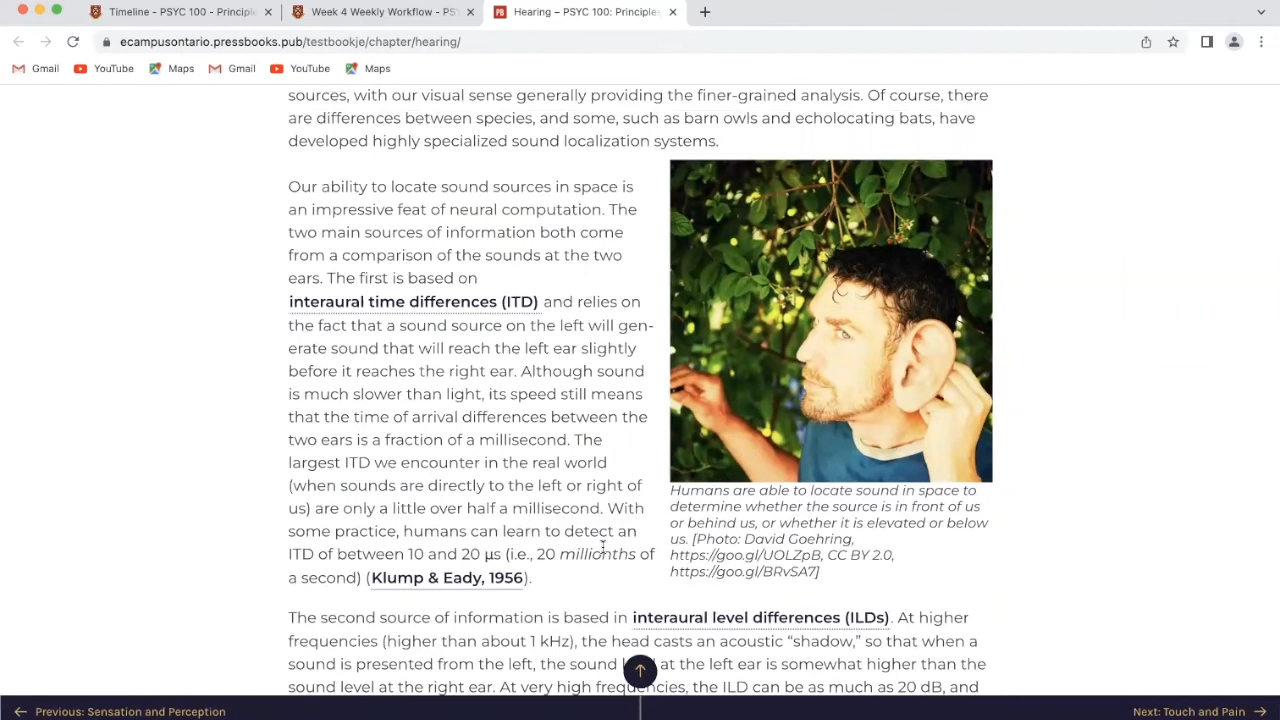 Timeline - PSYC 100 - Principle
Week 4 Weekly Workflow - PSY
Hearing – PSYC 100: Principles
ecampusontario.pressbooks.pub/testbookje/chapter/hearing/
Gmail
YouTube
Maps
Gmail
YouTube
Maps
sources, with our visual sense generally providing the finer-grained analysis. Of course, there
are differences between species, and some, such as barn owls and echolocating bats, have
developed highly specialized sound localization systems.
Our ability to locate sound sources in space is
an impressive feat of neural computation. The
two main sources of information both come
from a comparison of the sounds at the two
ears. The first is based on
interaural time differences (ITD) and relies on
the fact that a sound source on the left will gen-
erate sound that will reach the left ear slightly
before it reaches the right ear. Although sound
is much slower than light, its speed still means
that the time of arrival differences between the
two ears is a fraction of a millisecond. The
largest ITD we encounter in the real world
(when sounds are directly to the left or right of
us) are only a little over half a millisecond. With
some practice, humans can learn to detect an
ITD of between 10 and 20 μs (i.e., 20 millionths of
a second) (Klump & Eady, 1956).
Humans are able to locate sound in space to
determine whether the source is in front of us
or behind us, or whether it is elevated or below
us. [Photo: David Goehring,
https://goo.gl/UOLZpB, CC BY 2.0,
https://goo.gl/BRvSA7]
The second source of information is based in interaural level differences (ILDs). At higher
frequencies (higher than about 1 kHz), the head casts an acoustic “shadow,” so that when a
sound is presented from the left, the sound at the left ear is somewhat higher than the
sound level at the right ear. At very high frequencies, the ILD can be as much as 20 dB, and
Previous: Sensation and Perception
Next: Touch and Pain